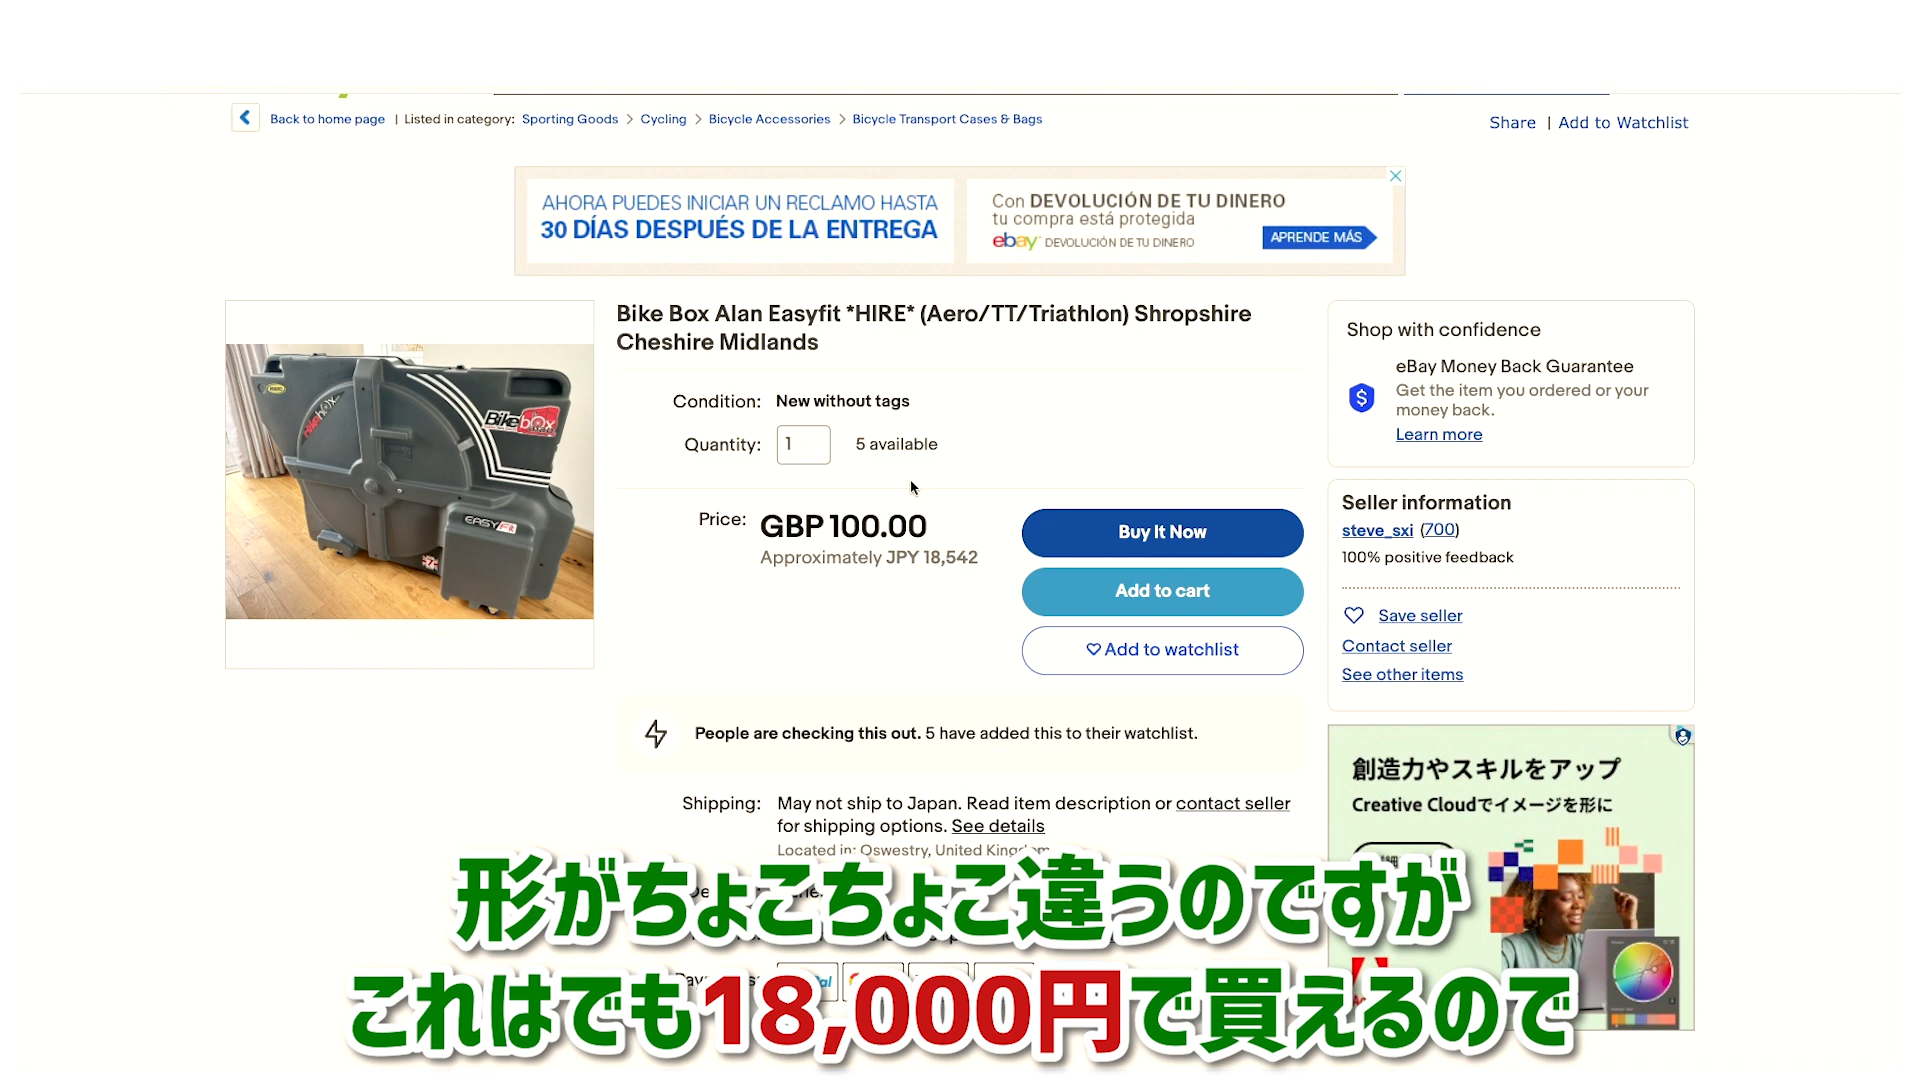 Back to home page | Listed in category: Sporting Goods > Cycling > Bicycle Accessories > Bicycle Transport Cases & Bags
Share | Add to Watchlist
AHORA PUEDES INICIAR UN RECLAMO HASTA
30 DÍAS DESPUÉS DE LA ENTREGA
Con DEVOLUCIÓN DE TU DINERO
tu compra está protegida
ebay DEVOLUCIÓN DE TU DINERO
APRENDE MÁS
Bike Box Alan Easyfit *HIRE* (Aero/TT/Triathlon) Shropshire
Cheshire Midlands
Condition: New without tags
Quantity: 1 5 available
Price: GBP 100.00
Approximately JPY 18,542
Buy It Now
Add to cart
Add to watchlist
People are checking this out. 5 have added this to their watchlist.
Shipping: May not ship to Japan. Read item description or contact seller
for shipping options. See details
Located in: Oswestry, United Kingdom
Shop with confidence
eBay Money Back Guarantee
Get the item you ordered or your
money back.
Learn more
Seller information
steve_sxi (700)
100% positive feedback
Save seller
Contact seller
See other items
創造力やスキルをアップ
Creative Cloudでイメージを形に
Bike box
EASYFit
形がちょこちょこ違うのですが
これはでも18,000円で買えるので